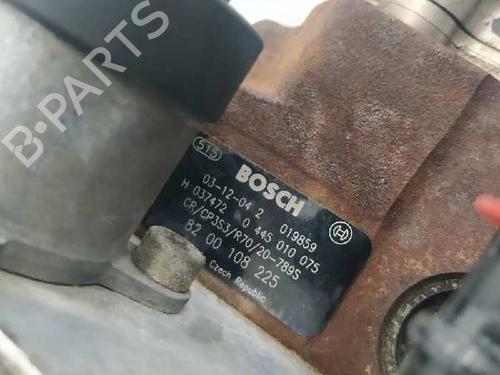 B-PARTS
515
BOSCH
03-12-04 2 019859
H 037472 0 445 010 075
CR/CP3S3/R70/20-789S
82 00 108 225
Czech Republic